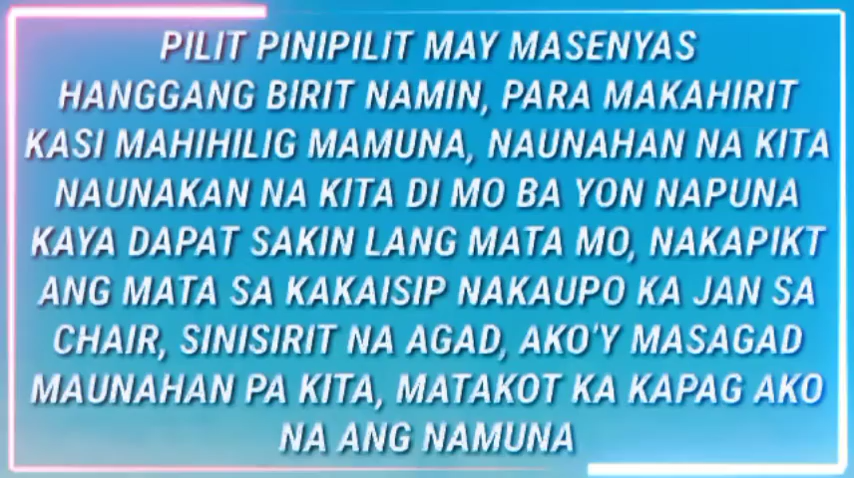 PILIT PINIPILIT MAY MASENYAS
HANGGANG BIRIT NAMIN, PARA MAKAHIRIT
KASI MAHIHILIG MAMUNA, NAUNAHAN NA KITA
NAUNAKAN NA KITA DI MO BA YON NAPUNA
KAYA DAPAT SAKIN LANG MATA MO, NAKAPIKT
ANG MATA SA KAKAISIP NAKAUPO KA JAN SA
CHAIR, SINISIRIT NA AGAD, AKO'Y MASAGAD
MAUNAHAN PA KITA, MATAKOT KA KAPAG AKO
NA ANG NAMUNA